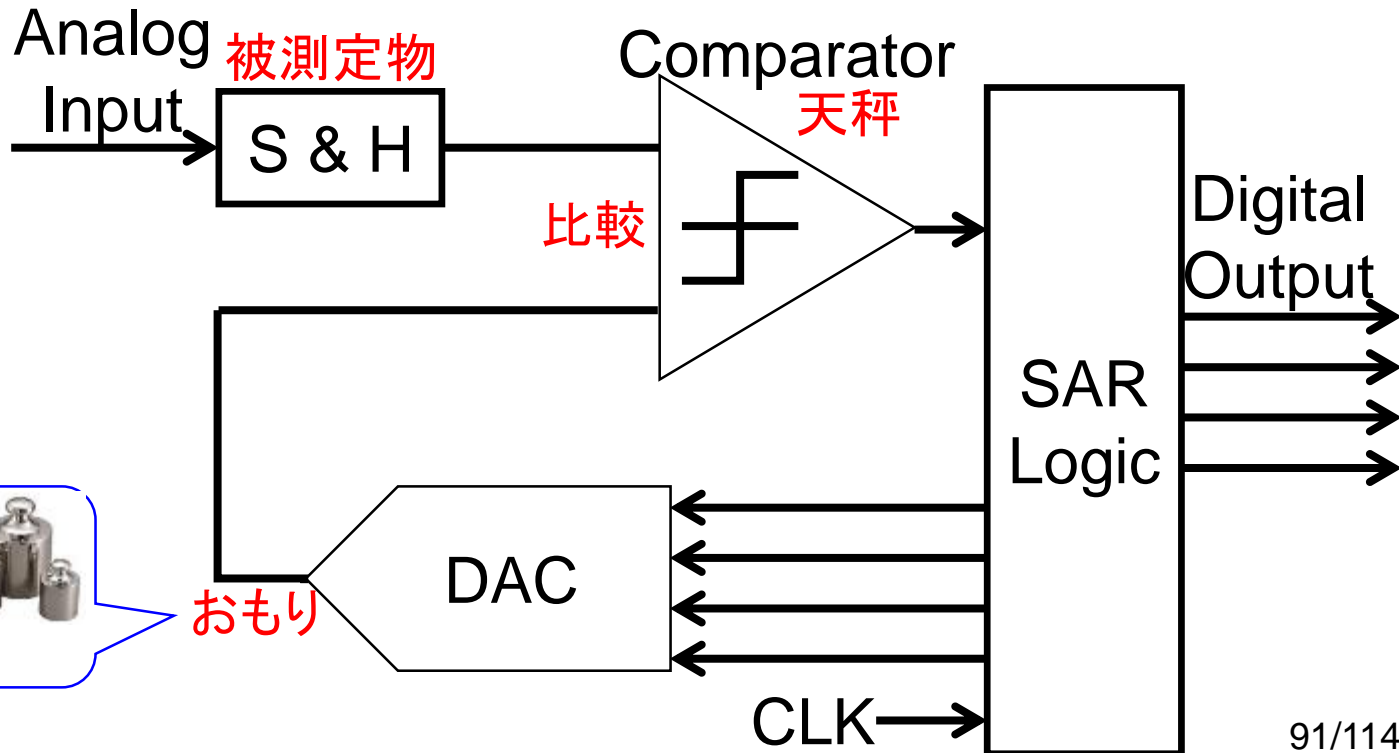 Analog
Input
被測定物
S & H
Comparator
天秤
比較
Digital
Output
SAR
Logic
DAC
おもり
CLK
91/114